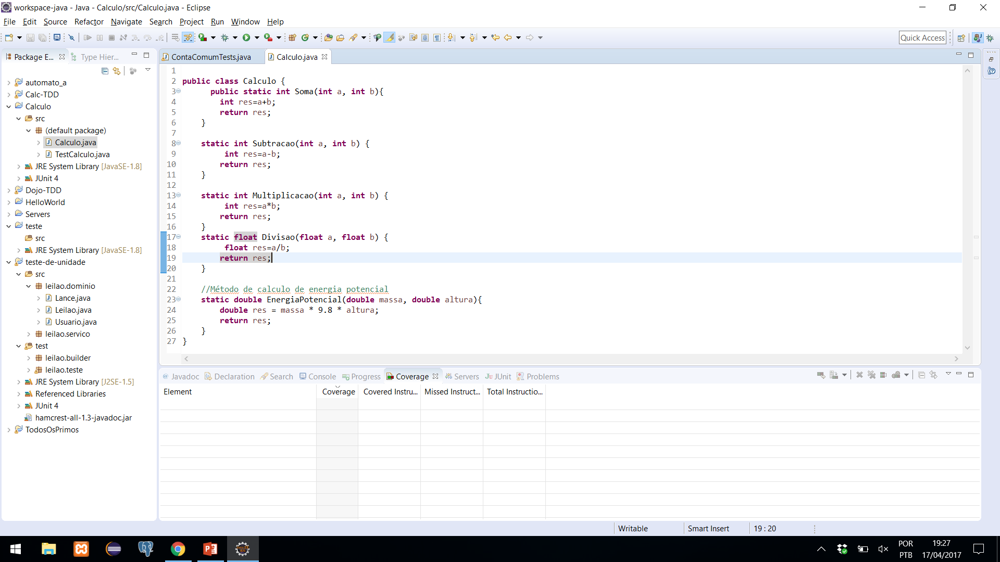 workspace-java - Java - Calculo/src/Calculo.java - Eclipse
File Edit Source Refactor Navigate Search Project Run Window Help
Quick Access
Package E... Type Hier...
automato_a
Calc-TDD
Calculo
src
(default package)
Calculo.java
TestCalculo.java
JRE System Library [JavaSE-1.8]
JUnit 4
Dojo-TDD
HelloWorld
Servers
teste
src
JRE System Library [JavaSE-1.8]
teste-de-unidade
src
leilao.dominio
Lance.java
Leilao.java
Usuario.java
leilao.servico
test
leilao.builder
leilao.teste
JRE System Library [J2SE-1.5]
Referenced Libraries
JUnit 4
hamcrest-all-1.3-javadoc.jar
TodosOsPrimos
ContaComumTests.java Calculo.java
1
2 public class Calculo {
3 public static int Soma(int a, int b){
4 int res=a+b;
5 return res;
6 }
7
8 static int Subtracao(int a, int b) {
9 int res=a-b;
10 return res;
11 }
12
13 static int Multiplicacao(int a, int b) {
14 int res=a*b;
15 return res;
16 }
17 static float Divisao(float a, float b) {
18 float res=a/b;
19 return res;
20 }
21
22 //Método de calculo de energia potencial
23 static double EnergiaPotencial(double massa, double altura){
24 double res = massa * 9.8 * altura;
25 return res;
26 }
27 }
@ Javadoc Declaration Search Console Progress Coverage Servers JUnit Problems
Element Coverage Covered Instru... Missed Instruct... Total Instructio...
Writable Smart Insert 19 : 20
POR
PTB
19:27
17/04/2017